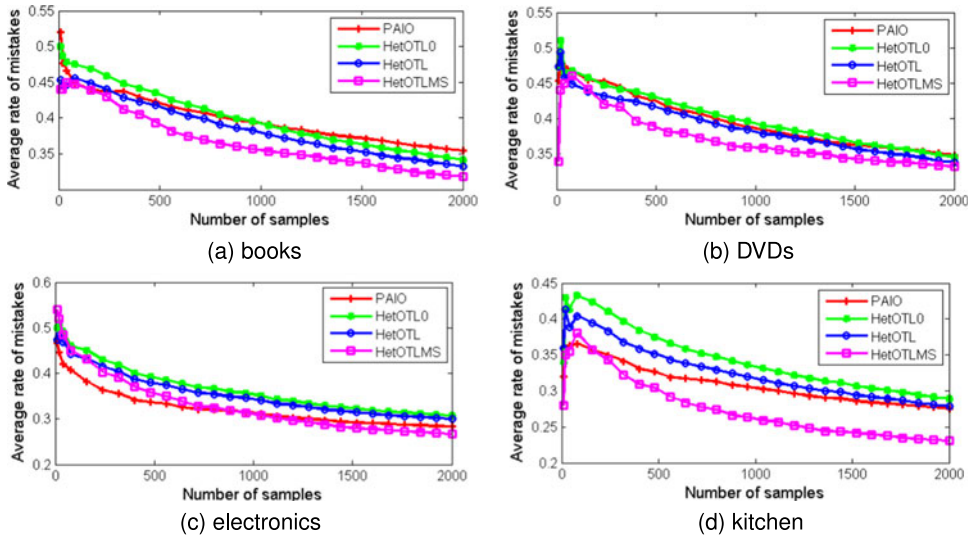 0.55
0.5
0.45
0.4
0.35
0
500
1000
1500
2000
Average rate of mistakes
Number of samples
PAIO
HetOTL0
HetOTL
HetOTLMS
(a) books
0.55
0.5
0.45
0.4
0.35
0
500
1000
1500
2000
Average rate of mistakes
Number of samples
PAIO
HetOTL0
HetOTL
HetOTLMS
(b) DVDs
0.6
0.5
0.4
0.3
0.2
0
500
1000
1500
2000
Average rate of mistakes
Number of samples
PAIO
HetOTL0
HetOTL
HetOTLMS
(c) electronics
0.45
0.4
0.35
0.3
0.25
0.2
0
500
1000
1500
2000
Average rate of mistakes
Number of samples
PAIO
HetOTL0
HetOTL
HetOTLMS
(d) kitchen